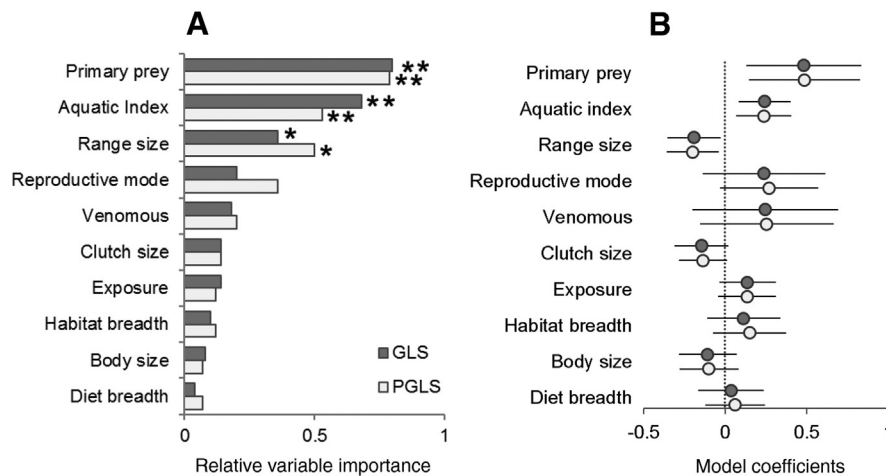 A
Primary prey
**
**
Aquatic Index
**
**
Range size
*
*
Reproductive mode
Venomous
Clutch size
Exposure
Habitat breadth
Body size
Diet breadth
GLS
PGLS
0
0.5
1
Relative variable importance
B
Primary prey
Aquatic index
Range size
Reproductive mode
Venomous
Clutch size
Exposure
Habitat breadth
Body size
Diet breadth
-0.5
0
0.5
Model coefficients